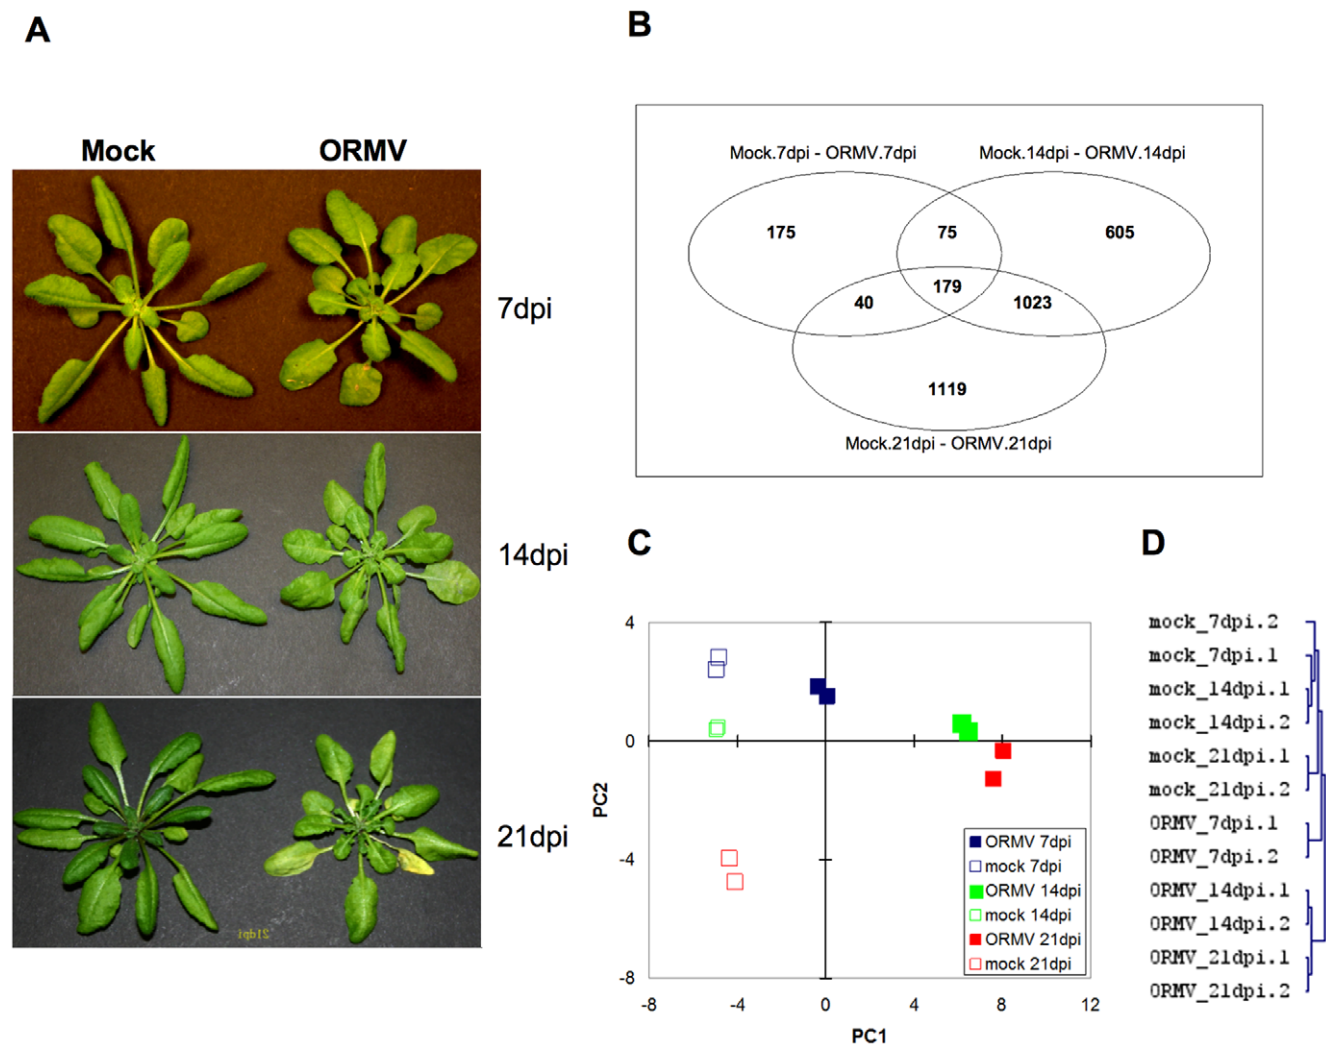 A
Mock ORMV
7dpi
14dpi
21dpi
21dpi
B
Mock.7dpi - ORMV.7dpi Mock.14dpi - ORMV.14dpi
175 75 605
179
40 1023
1119
Mock.21dpi - ORMV.21dpi
C
4
0
-4
-8
-8 -4 0 4 8 12
PC2
PC1
ORMV 7dpi
mock 7dpi
ORMV 14dpi
mock 14dpi
ORMV 21dpi
mock 21dpi
D
mock_7dpi.2
mock_7dpi.1
mock_14dpi.1
mock_14dpi.2
mock_21dpi.1
mock_21dpi.2
ORMV_7dpi.1
ORMV_7dpi.2
ORMV_14dpi.1
ORMV_14dpi.2
ORMV_21dpi.1
ORMV_21dpi.2